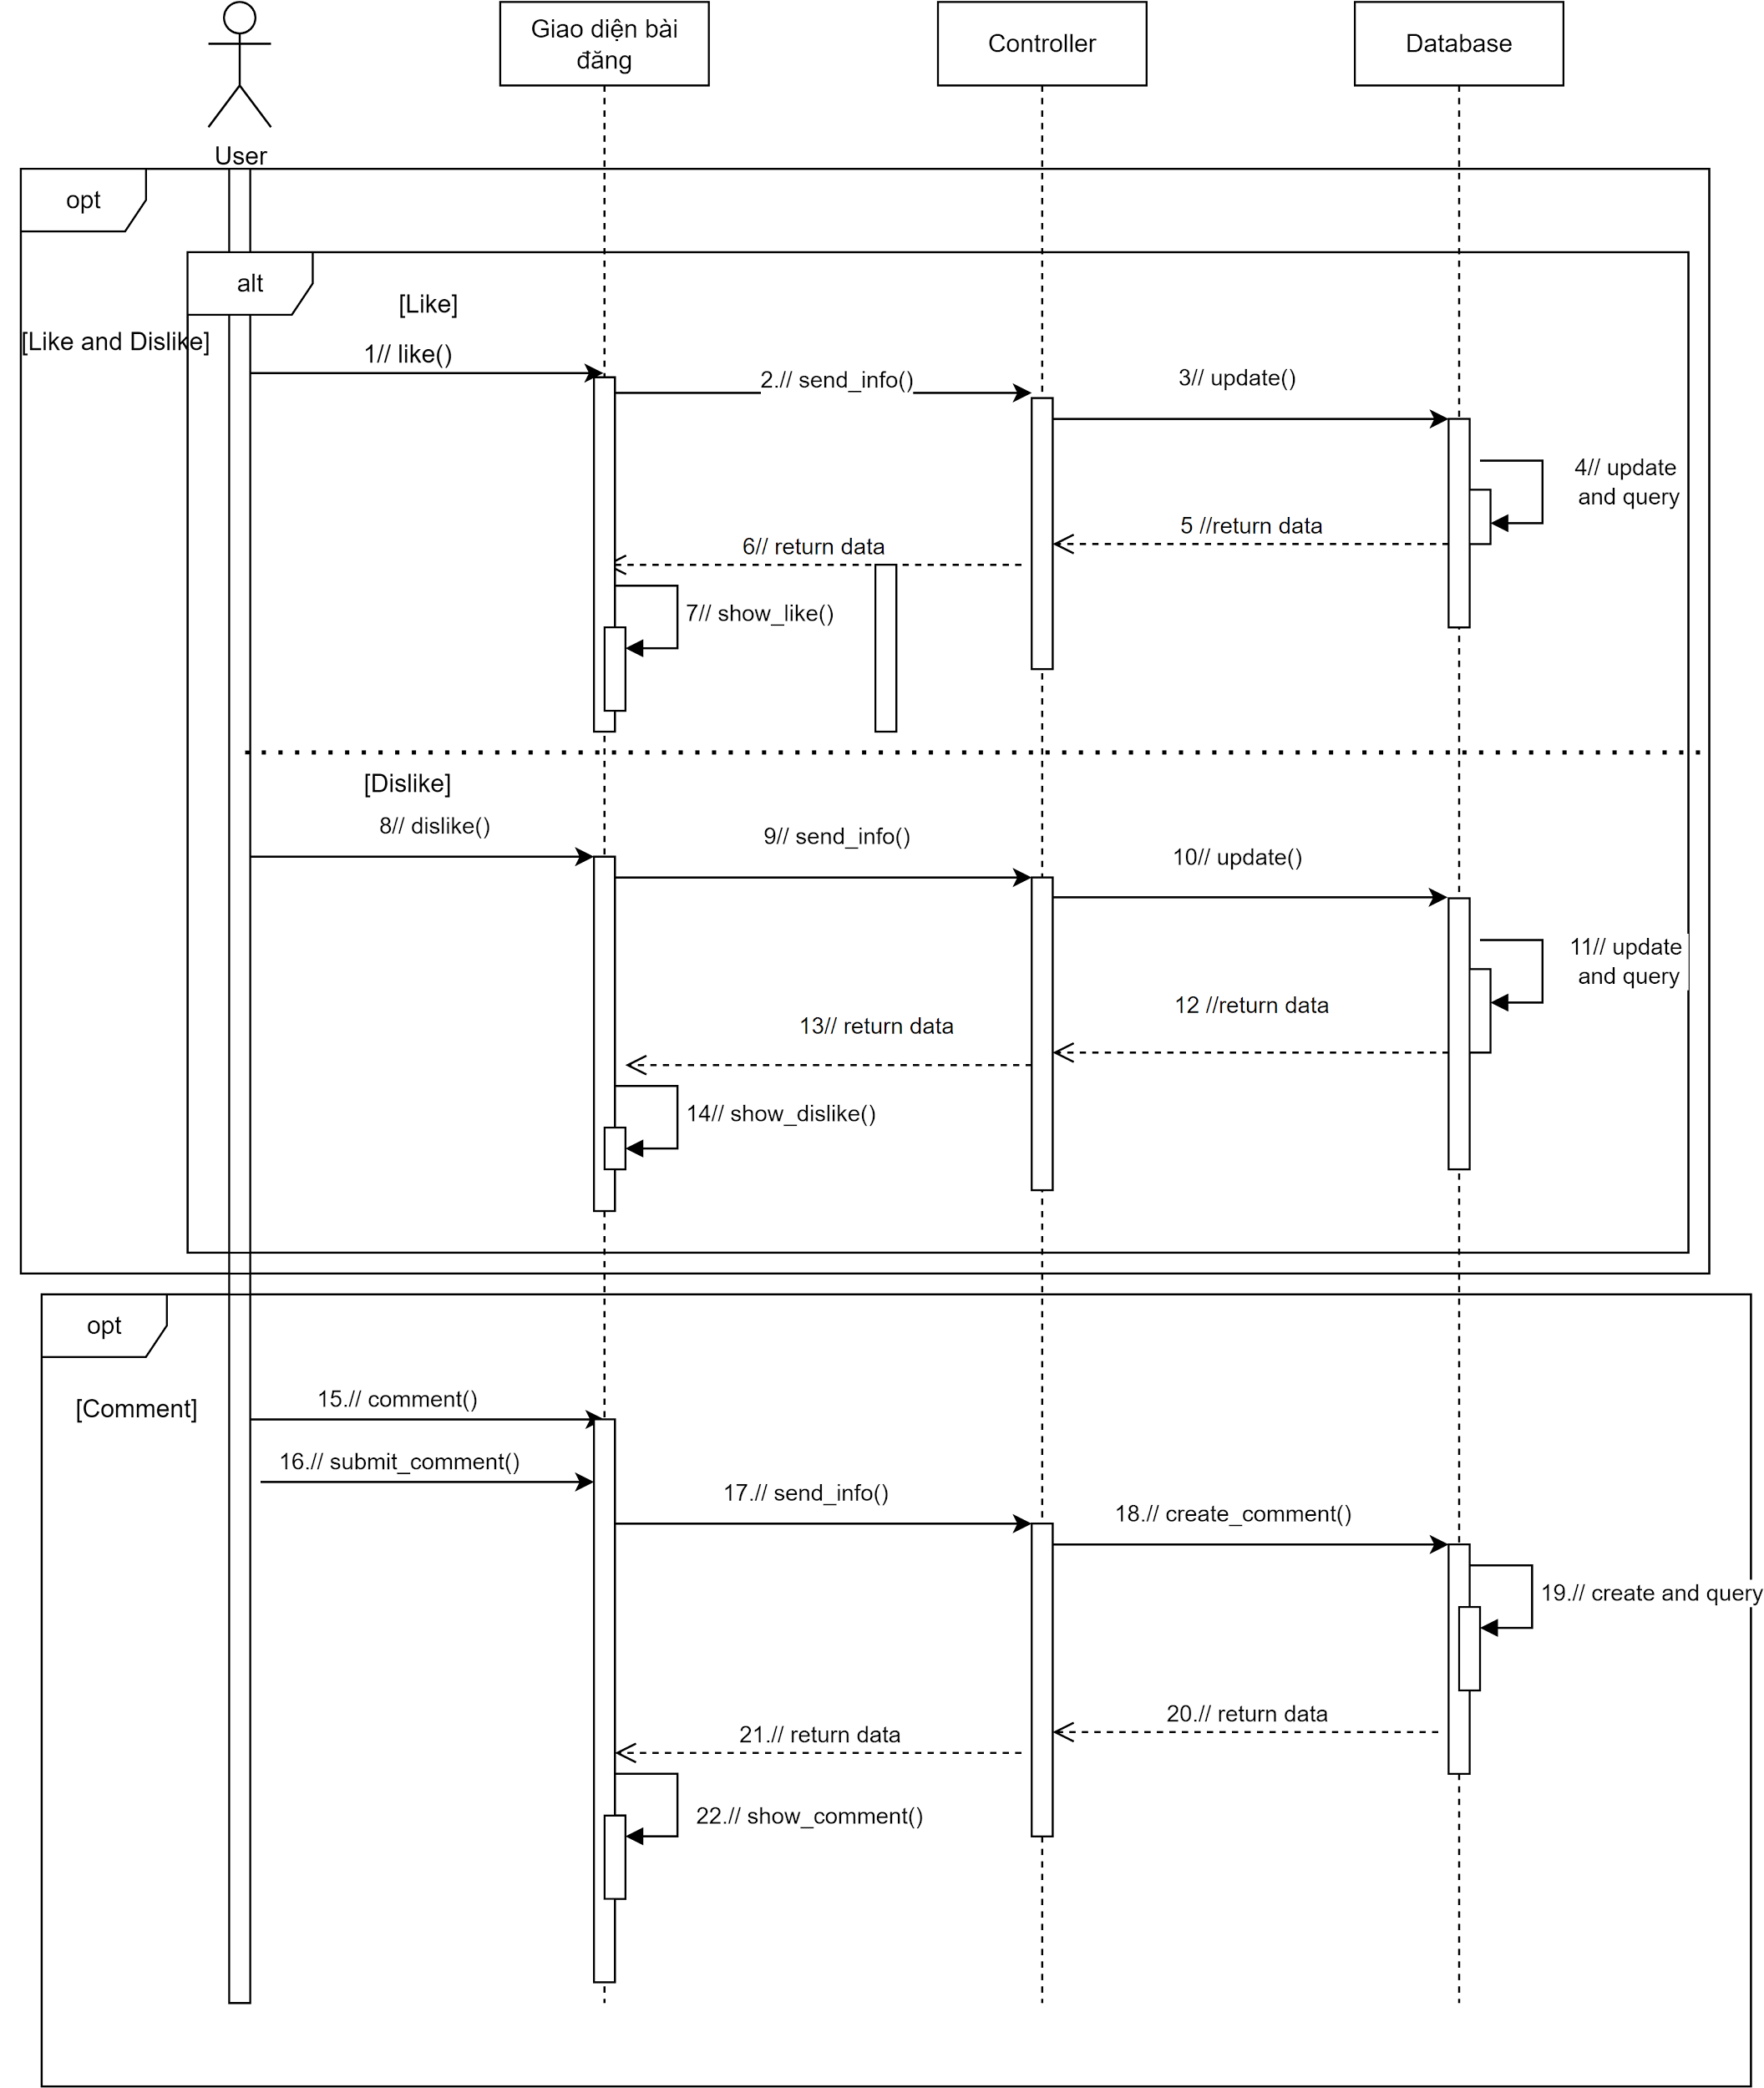 Giao diện bài
đăng
Controller
Database
User
opt
alt
[Like]
[Like and Dislike]
1// like()
2.// send_info()
3// update()
4// update
and query
5 //return data
6// return data
7// show_like()
[Dislike]
8// dislike()
9// send_info()
10// update()
11// update
and query
12 //return data
13// return data
14// show_dislike()
opt
[Comment]
15.// comment()
16.// submit_comment()
17.// send_info()
18.// create_comment()
19.// create and query
20.// return data
21.// return data
22.// show_comment()